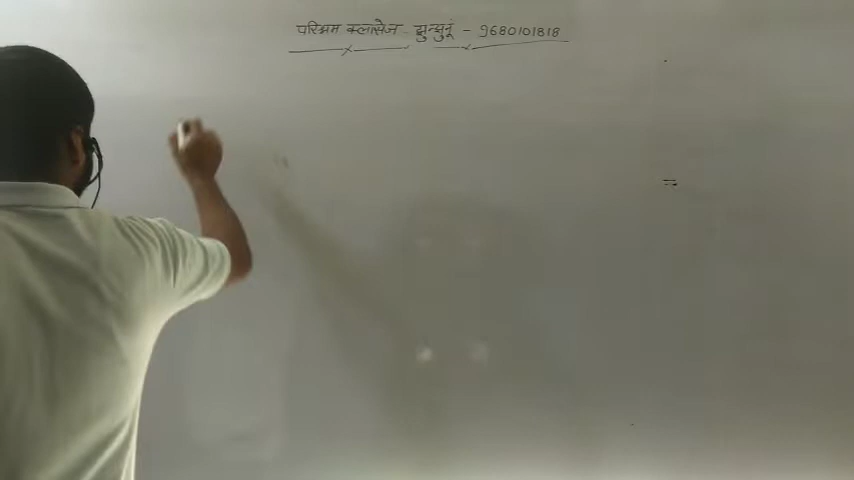 परिश्रम क्लासेज - झुन्झुनूं - 9680101818
=